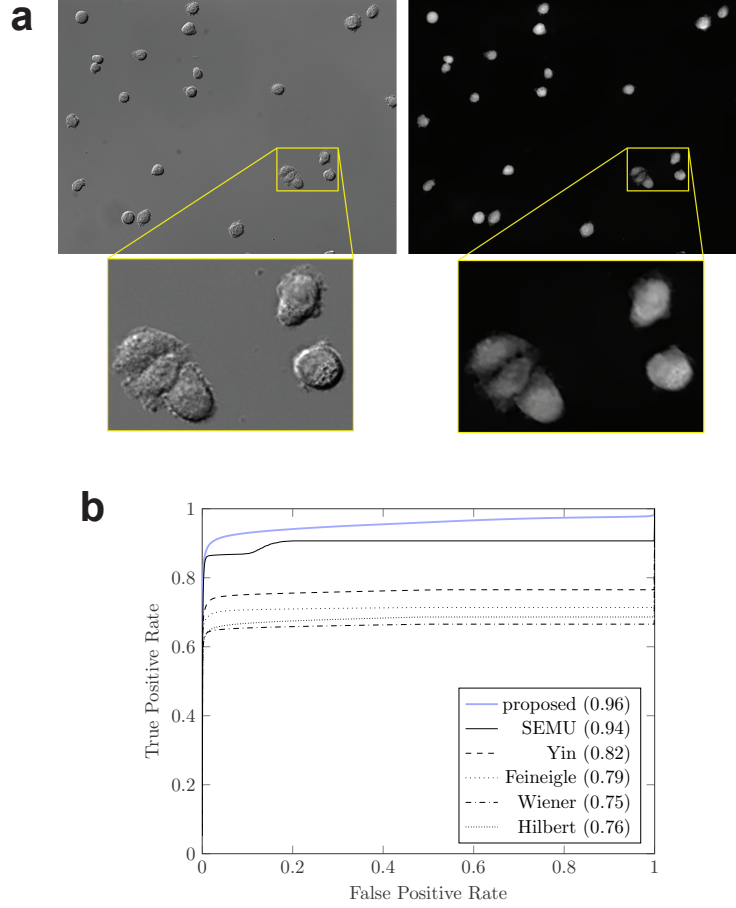 a
b
1
0.8
0.6
0.4
0.2
0
True Positive Rate
proposed (0.96)
SEMU (0.94)
Yin (0.82)
Feineigle (0.79)
Wiener (0.75)
Hilbert (0.76)
0 0.2 0.4 0.6 0.8 1
False Positive Rate